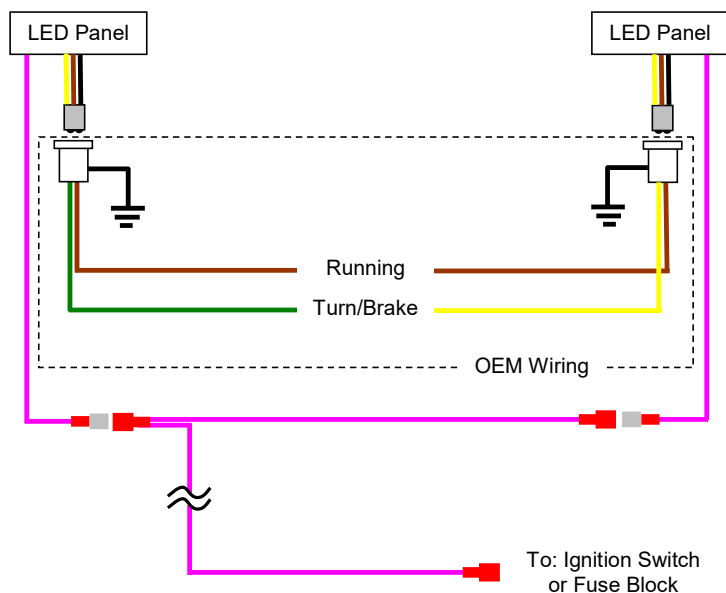 LED Panel
LED Panel
Running
Turn/Brake
OEM Wiring
To: Ignition Switch
or Fuse Block